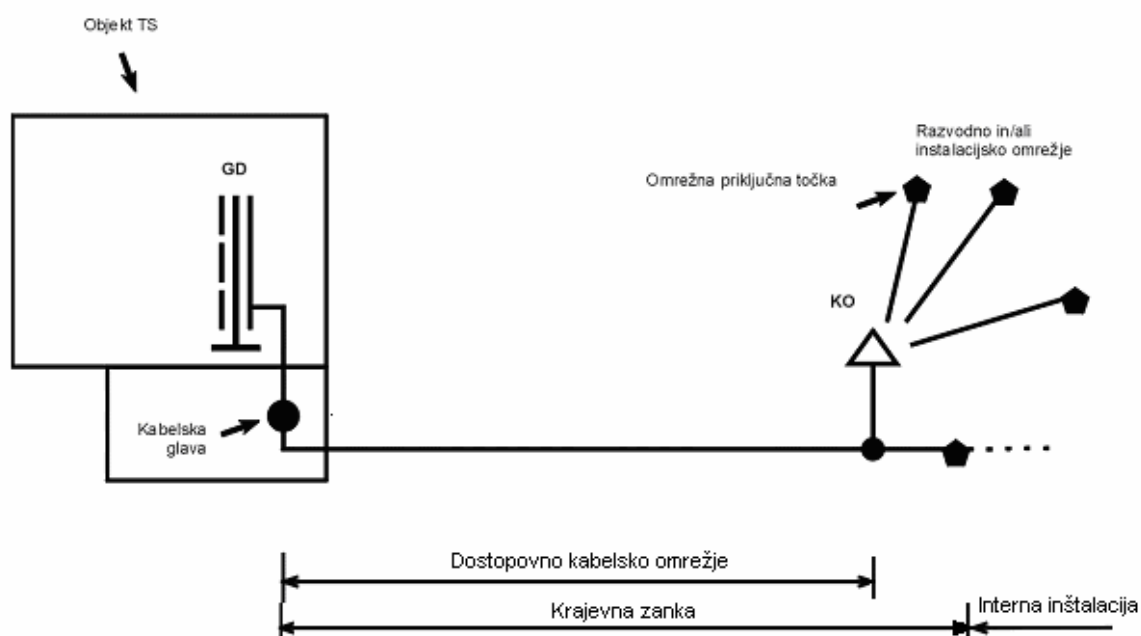 Objekt TS
GD
Razvodno in/ali
instalacijsko omrežje
Omrežna priključna točka
KO
Kabelska
glava
Dostopovno kabelsko omrežje
Krajevna zanka
Interna inštalacija